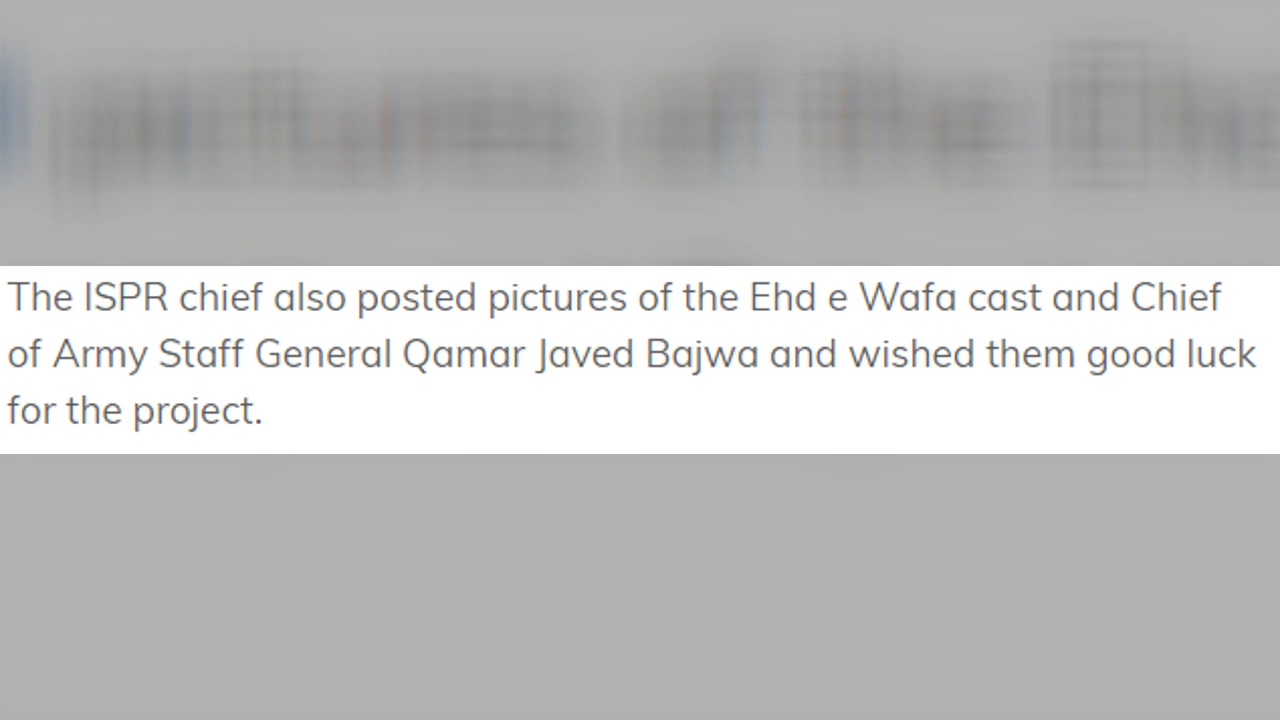 The ISPR chief also posted pictures of the Ehd e Wafa cast and Chief
of Army Staff General Qamar Javed Bajwa and wished them good luck
for the project.